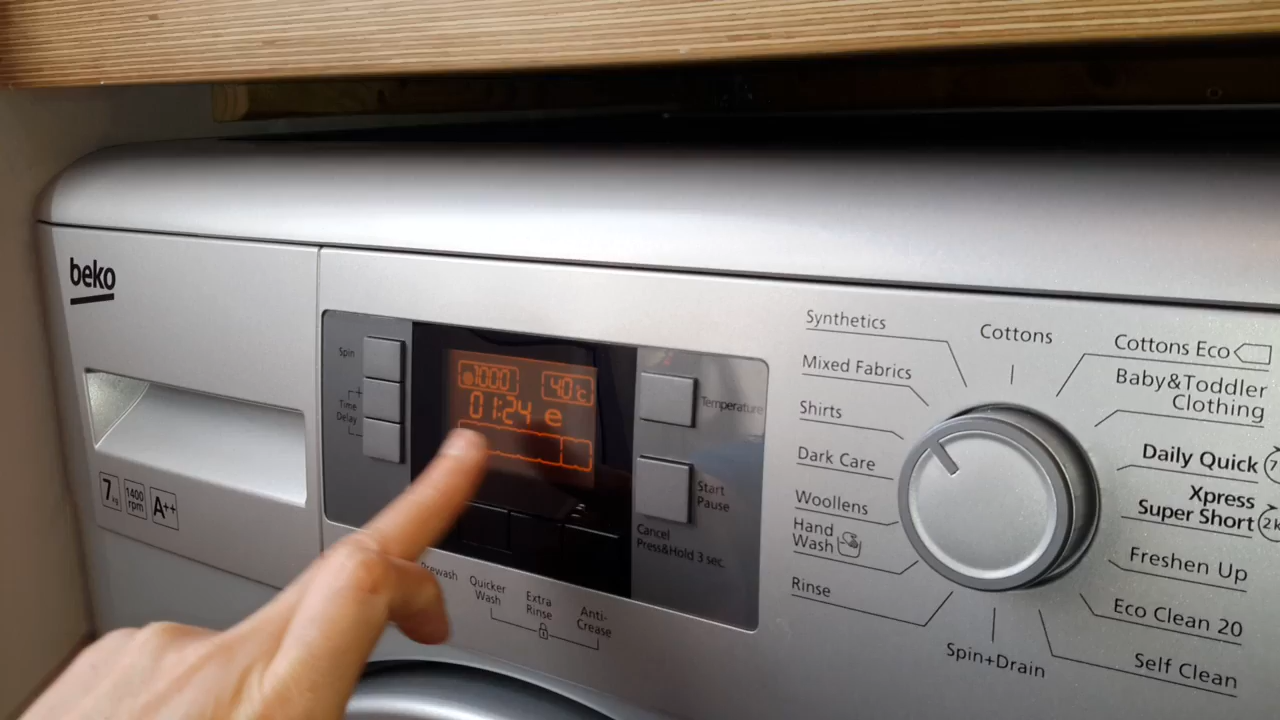 beko
7 kg
1400
rpm
A++
Spin
+
Time
Delay
-
1000
40°c
01:24 e
Temperature
Start
Pause
Cancel
Press&Hold 3 sec.
Prewash
Quicker
Wash
Extra
Rinse
Anti-
Crease
Synthetics
Mixed Fabrics
Shirts
Dark Care
Woollens
Hand
Wash
Rinse
Cottons
Cottons Eco
Baby&Toddler
Clothing
Daily Quick
Xpress
Super Short
Freshen Up
Eco Clean 20
Self Clean
Spin+Drain